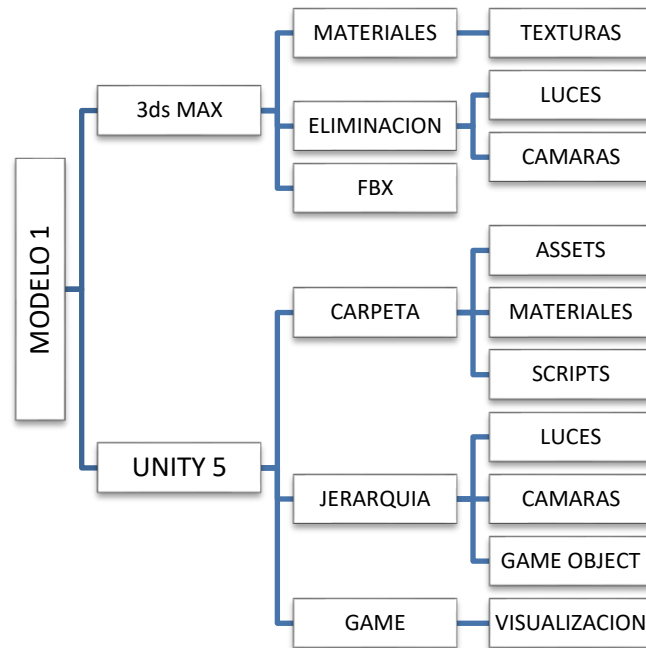 MODELO 1
3ds MAX
MATERIALES
TEXTURAS
ELIMINACION
LUCES
CAMARAS
FBX
UNITY 5
CARPETA
ASSETS
MATERIALES
SCRIPTS
JERARQUIA
LUCES
CAMARAS
GAME OBJECT
GAME
VISUALIZACION